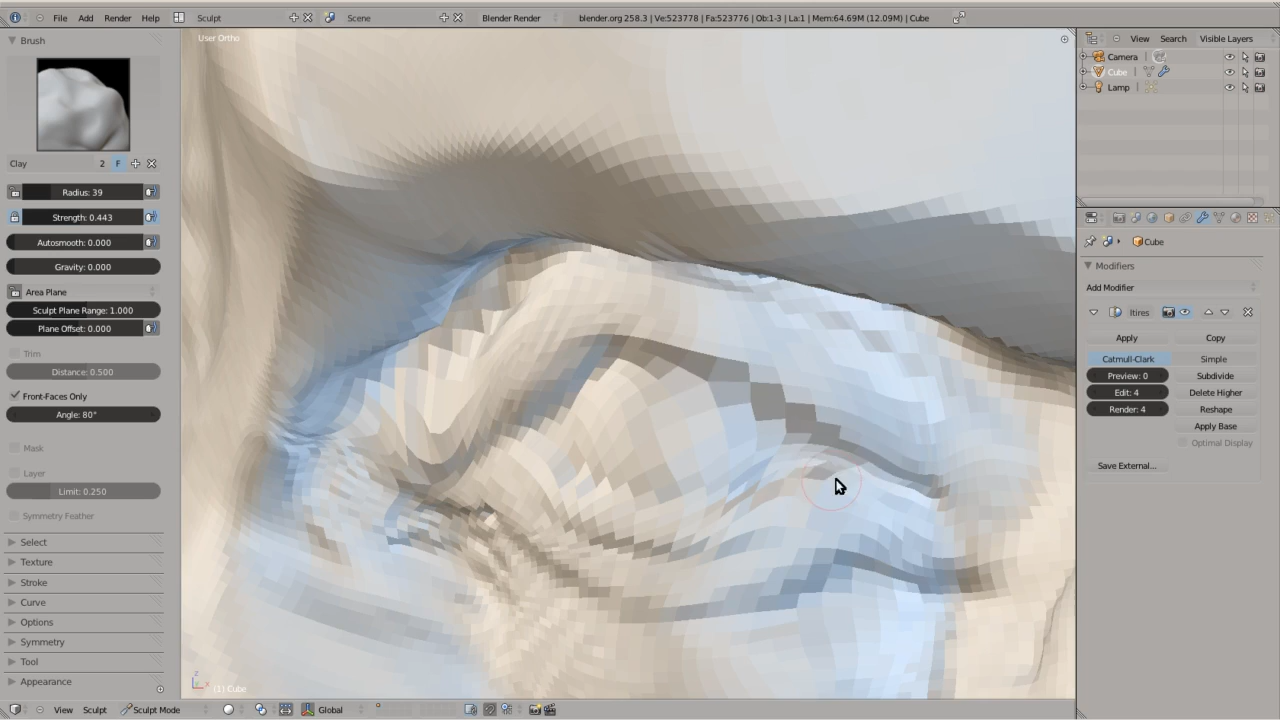 File Add Render Help Sculpt Scene Blender Render blender.org 258.3 | Ve:523778 | Fa:523776 | Ob:1-3 | La:1 | Mem:64.69M (12.09M) | Cube
Brush
Clay 2 F
Radius: 39
Strength: 0.443
Autosmooth: 0.000
Gravity: 0.000
Area Plane
Sculpt Plane Range: 1.000
Plane Offset: 0.000
Trim
Distance: 0.500
Front-Faces Only
Angle: 80°
Mask
Layer
Limit: 0.250
Symmetry Feather
Select
Texture
Stroke
Curve
Options
Symmetry
Tool
Appearance
User Ortho
(1) Cube
View Sculpt Sculpt Mode Global
View Search Visible Layers
Camera
Cube
Lamp
Cube
Modifiers
Add Modifier
ltires
Apply Copy
Catmull-Clark Simple
Preview: 0 Subdivide
Edit: 4 Delete Higher
Render: 4 Reshape
Apply Base
Optimal Display
Save External...